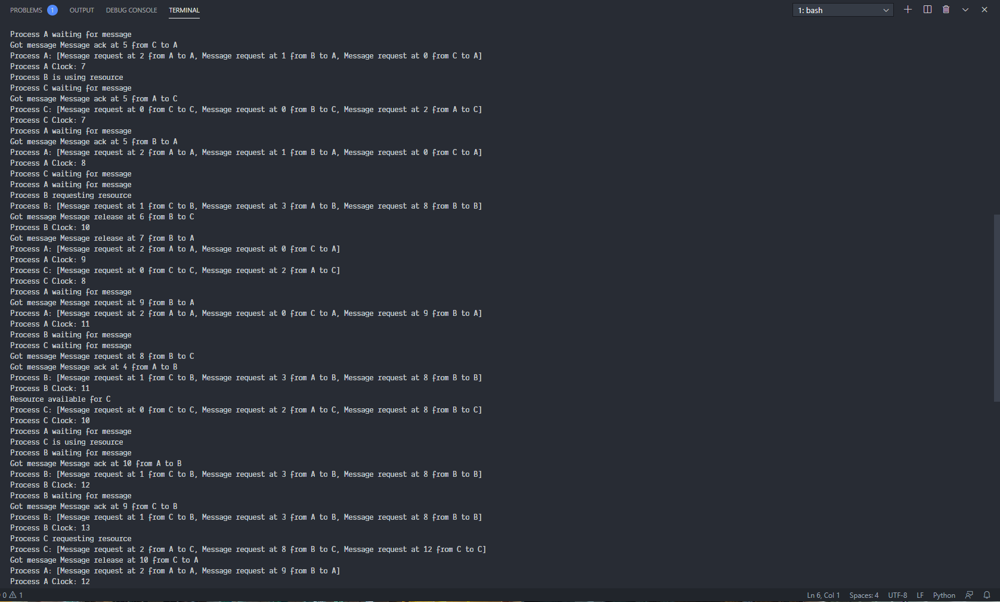 PROBLEMS 1 OUTPUT DEBUG CONSOLE TERMINAL 1: bash
Process A waiting for message
Got message Message ack at 5 from C to A
Process A: [Message request at 2 from A to A, Message request at 1 from B to A, Message request at 0 from C to A]
Process A Clock: 7
Process B is using resource
Process C waiting for message
Got message Message ack at 5 from A to C
Process C: [Message request at 0 from C to C, Message request at 0 from B to C, Message request at 2 from A to C]
Process C Clock: 7
Process A waiting for message
Got message Message ack at 5 from B to A
Process A: [Message request at 2 from A to A, Message request at 1 from B to A, Message request at 0 from C to A]
Process A Clock: 8
Process C waiting for message
Process A waiting for message
Process B requesting resource
Process B: [Message request at 1 from C to B, Message request at 3 from A to B, Message request at 8 from B to B]
Got message Message release at 6 from B to C
Process B Clock: 10
Got message Message release at 7 from B to A
Process A: [Message request at 2 from A to A, Message request at 0 from C to A]
Process A Clock: 9
Process C: [Message request at 0 from C to C, Message request at 2 from A to C]
Process C Clock: 8
Process A waiting for message
Got message Message request at 9 from B to A
Process A: [Message request at 2 from A to A, Message request at 0 from C to A, Message request at 9 from B to A]
Process A Clock: 11
Process B waiting for message
Process C waiting for message
Got message Message request at 8 from B to C
Got message Message ack at 4 from A to B
Process B: [Message request at 1 from C to B, Message request at 3 from A to B, Message request at 8 from B to B]
Process B Clock: 11
Resource available for C
Process C: [Message request at 0 from C to C, Message request at 2 from A to C, Message request at 8 from B to C]
Process C Clock: 10
Process A waiting for message
Process C is using resource
Process B waiting for message
Got message Message ack at 10 from A to B
Process B: [Message request at 1 from C to B, Message request at 3 from A to B, Message request at 8 from B to B]
Process B Clock: 12
Process B waiting for message
Got message Message ack at 9 from C to B
Process B: [Message request at 1 from C to B, Message request at 3 from A to B, Message request at 8 from B to B]
Process B Clock: 13
Process C requesting resource
Process C: [Message request at 2 from A to C, Message request at 8 from B to C, Message request at 12 from C to C]
Got message Message release at 10 from C to A
Process A: [Message request at 2 from A to A, Message request at 9 from B to A]
Process A Clock: 12
0 1 Ln 6, Col 1 Spaces: 4 UTF-8 LF Python